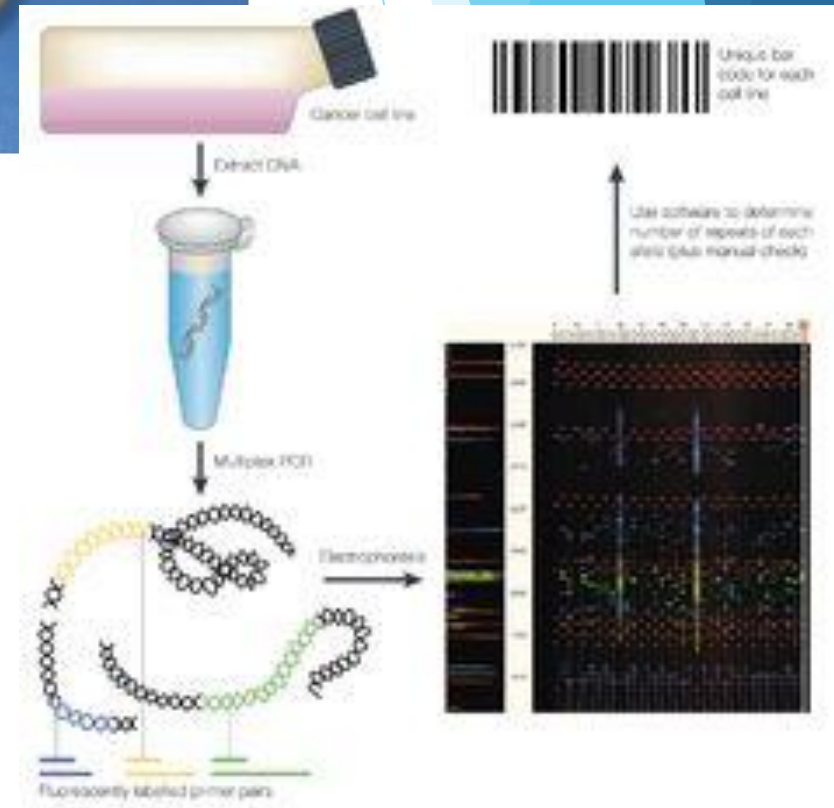 Cancer cell line
Extract DNA
Multiplex PCR
Fluorescently labelled primer pairs
Electrophoresis
Use software to determine
number of repeats of each
allele (plus manual check)
Unique bar
code for each
cell line